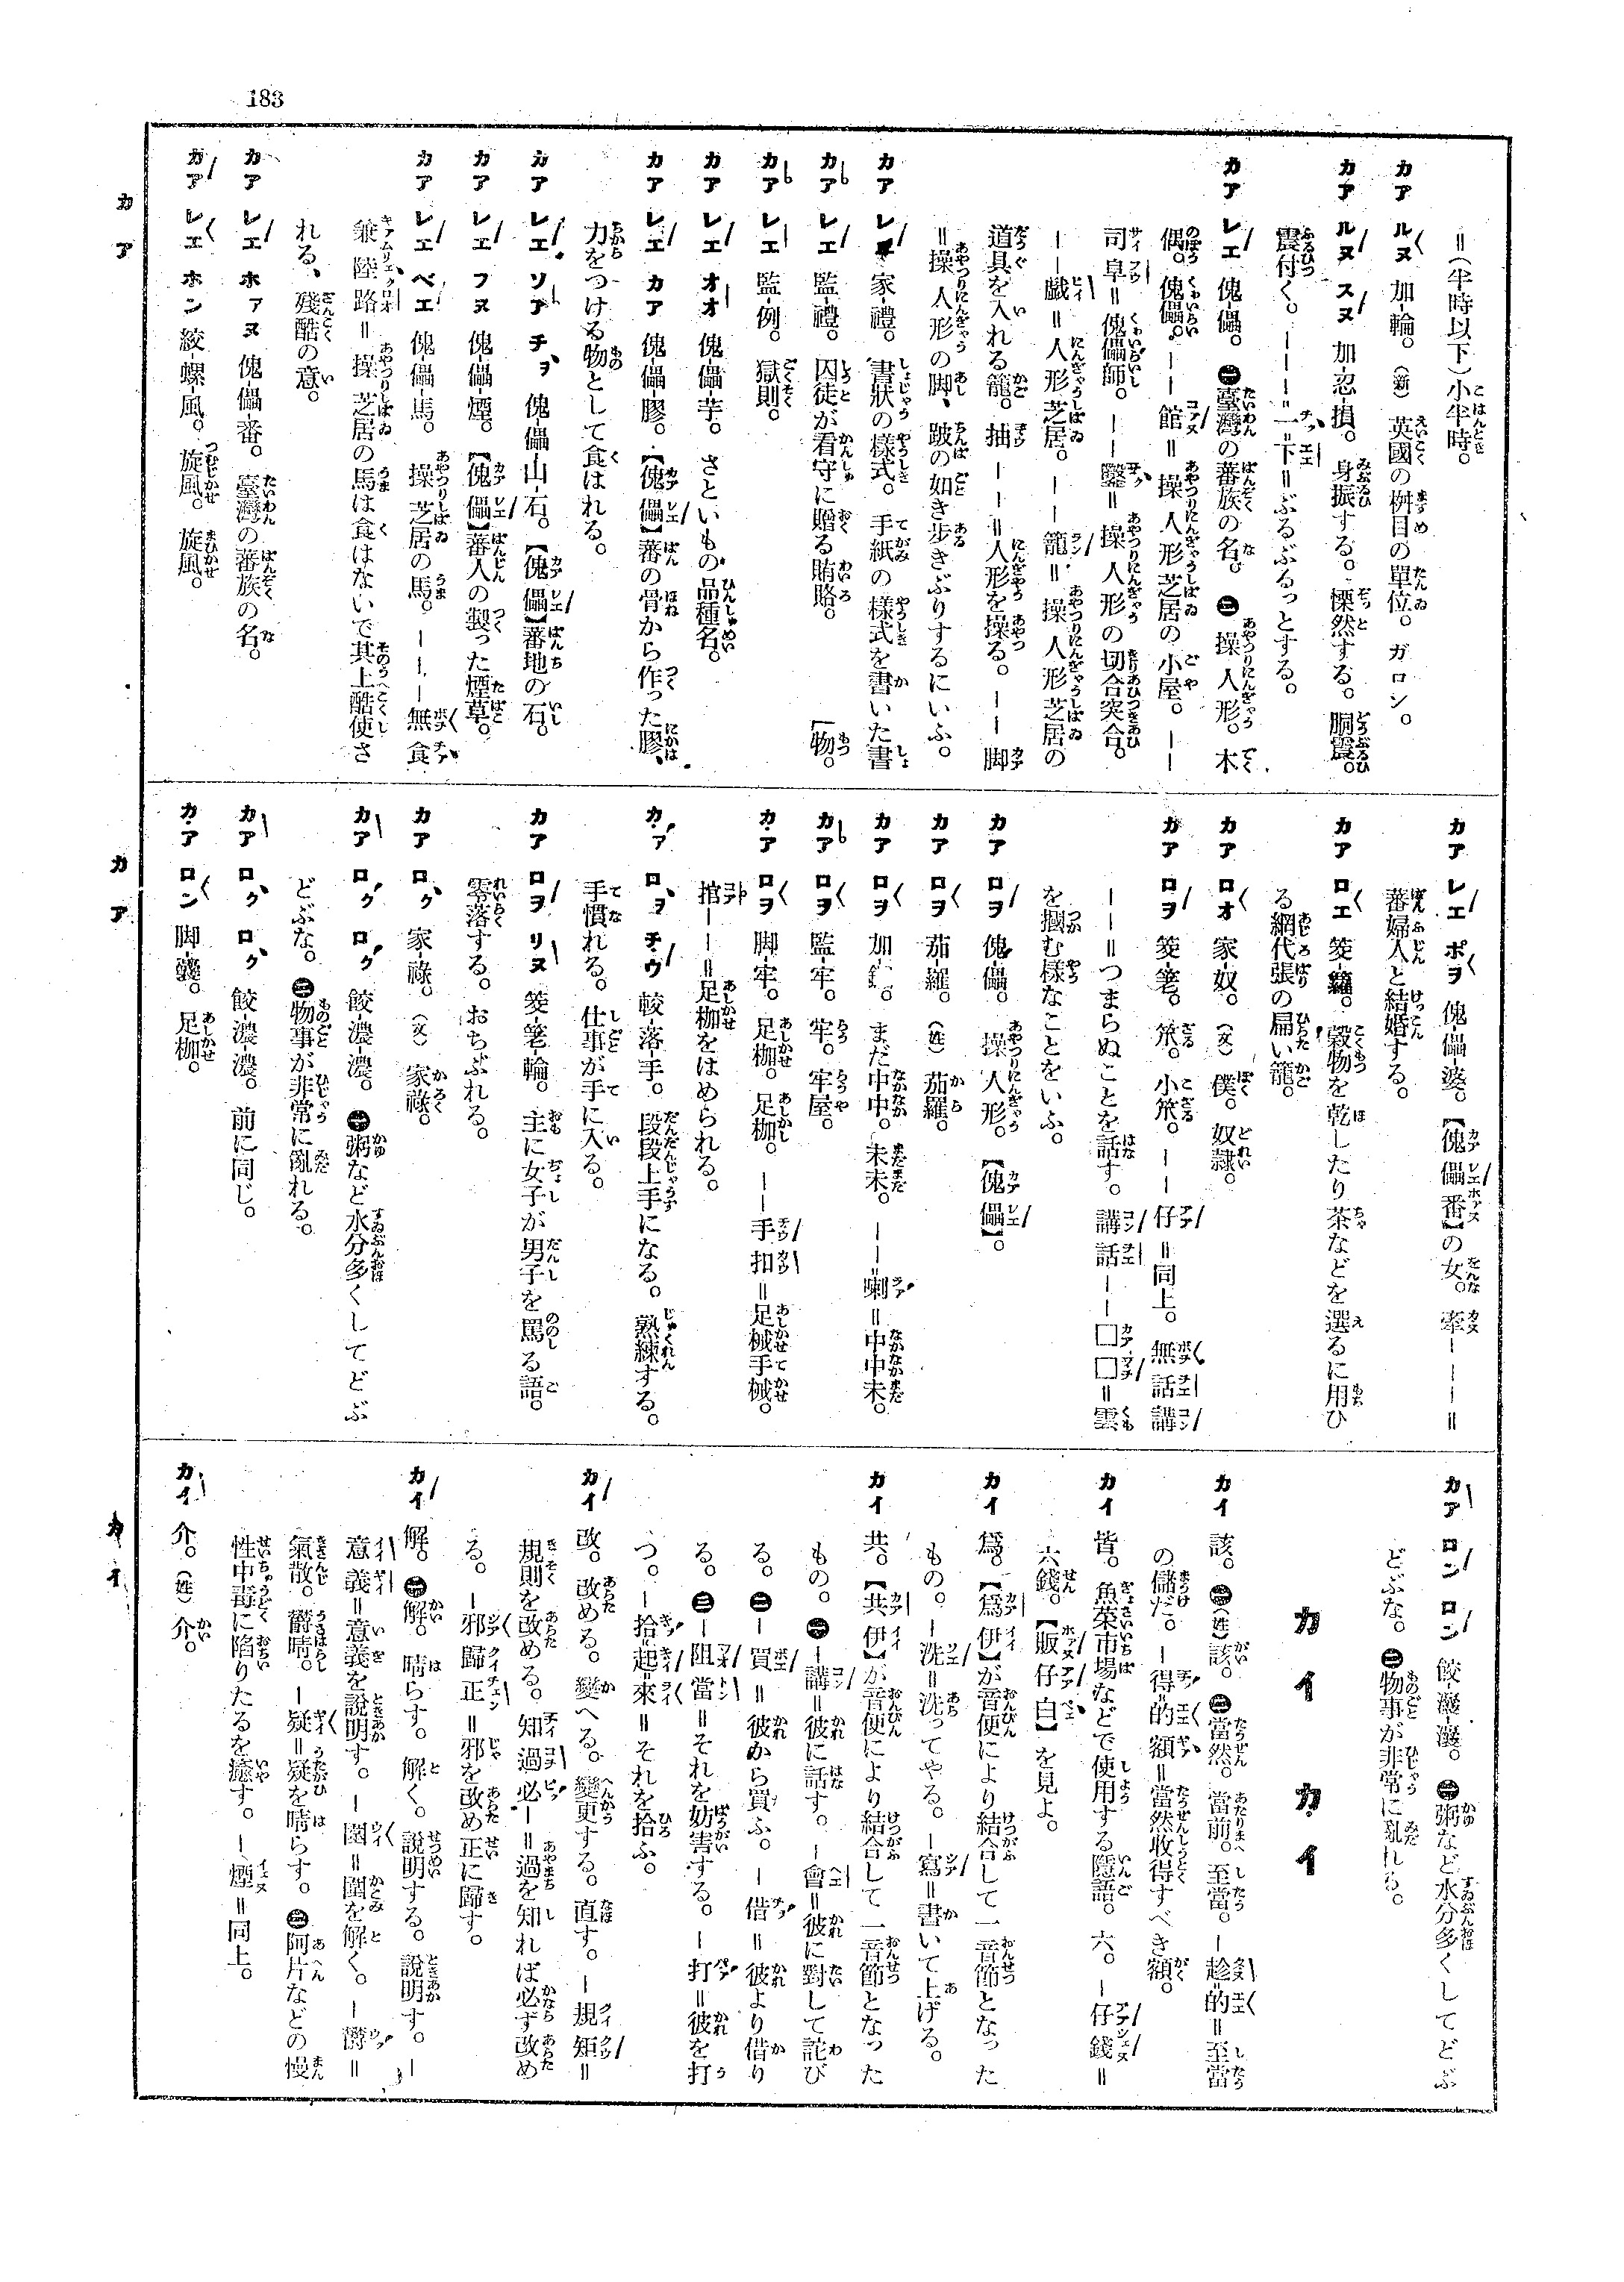 183
＝(半時以下)小半時。
カア ルヌ 加-輪。(新) 英國の桝目の單位。ガロン。
カア ルヌ スヌ 加-忍-損。身振する。慄然する。胴震。
震付く。｜｜｜＝一下＝ぶるぶるっとする。
カア レエ 傀-儡。㊀臺灣の蕃族の名。㊁操人形。木
偶。傀儡。｜｜館＝操人形芝居の小屋。｜｜
司阜＝傀儡師。｜｜ ＝操人形の切合突合。
｜｜戲＝人形芝居。｜｜籠＝操人形芝居の
道具を入れる籠。抽｜｜＝人形を操る。｜｜脚
＝操人形の脚、跛の如き步きぶりするにいふ。
カア レエ 家-禮。書狀の樣式。手紙の樣式を書いた書
カア レエ 監-禮。囚徒が看守に贈る賄賂。 ［物。
カア レエ 監-例。獄則。
カア レエ オオ 傀-儡-芋。さといもの品種名。
カア レエ カア 傀-儡-膠。【傀儡】蕃の骨から作った膠、
力をつける物として食はれる。
カア レエ ソア チヲ 傀-儡-山-石。【傀儡】蕃地の石。
カア レエ フヌ 傀-儡-煙。【傀儡】蕃人の製った煙草。
カア レエ ベエ 傀-儡-馬。操芝居の馬。｜｜｜無食
兼陸路＝操芝居の馬は食はないで其上酷使さ
れる、殘酷の意。
カア レエ ホァヌ 傀-儡-番。臺灣の蕃族の名。
カア レエ ホン 絞-螺-風。旋風。旋風。
カア レエ ポヲ 傀-儡-婆。【傀儡番】の女。牽｜｜｜＝
蕃婦人と結婚する。
カア ロエ 筊-籮。穀物を乾したり茶などを選るに用ひ
る網代張の扁い籠。
カア ロオ 家-奴。(文) 僕。奴隷。
カア ロヲ 筊-荖。笊。小笊。｜｜仔＝同上。無話講
｜｜＝つまらぬことを話す。講話｜｜□□＝雲
を摑む樣なことをいふ。
カア ロヲ 傀-儡。操人形。【傀儡】。
カア ロヲ 茄-羅。(姓) 茄羅。
カア ロヲ 加- 。まだ中中。未未。｜｜＝喇＝中中未。
カア ロヲ 監-牢。牢。牢屋。
カア ロヲ 脚-牢。足枷。足枷。｜｜手扣＝足械手械。
 ｜｜＝足枷をはめられる。
カア ロヲ チウ 較-落-手。段段上手になる。熟練する。
手慣れる。仕事が手に入る。
カア ロヲ リヌ 筊-荖-輪。主に女子が男子を罵る語。
零落する。おちぶれる。
カア ロク 家-祿。(文) 家祿。
カア ロク ロク 餃-濃-濃。㊀粥など水分多くしてどぶ
どぶな。㊁物事が非常に亂れる。
カア ロク ロク 餃-濃-濃。前に同じ。
カア ロン 脚- 。足枷。
カア ロン ロン 餃-濃-濃。㊀粥など水分多くしてどぶ
どぶな。㊁物事が非常に亂れる。
カイ カイ
カイ 該。㊀(姓)該。㊁當然。當前。至當。｜趁的＝至當
の儲だ。｜得的額＝當然收得すべき額。
カイ 皆。魚菜市場などで使用する隱語。六。｜仔錢＝
六錢。【販仔白】を見よ。
カイ 爲。【爲伊】が音便により結合して一音節となった
もの。｜洗＝洗ってやる。｜寫＝書いて上げる。
カイ 共。【共伊】が音便により結合して一音節となった
もの。㊀｜講＝彼に話す。｜會＝彼に對して詫び
る。㊁｜買＝彼から買ふ。｜借＝彼より借り
る。㊂｜阻當＝それを妨害する。｜打＝彼を打
つ。｜拾起來＝それを拾ふ。
カイ 改。改める。變へる。變更する。直す。｜規矩＝
規則を改める。知過必｜＝過を知れば必ず改め
る。｜邪歸正＝邪を改め正に歸す。
カイ 解。㊀解。晴らす。解く。說明する。說明す。｜
意義＝意義を說明す。｜圍＝圍を解く。｜鬱＝
氣散。鬱晴。｜疑＝疑を晴らす。㊁阿片などの慢
性中毒に陷りたるを癒す。｜煙＝同上。
カイ 介。(姓) 介。
カア
カア
カイ